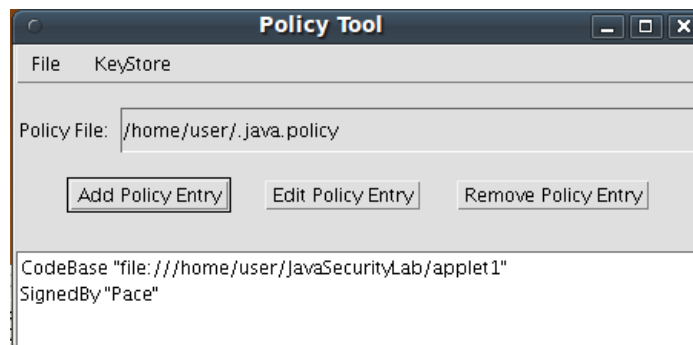 Policy Tool
File KeyStore
Policy File: /home/user/.java.policy
Add Policy Entry Edit Policy Entry Remove Policy Entry
CodeBase "file:///home/user/JavaSecurityLab/applet1"
SignedBy "Pace"